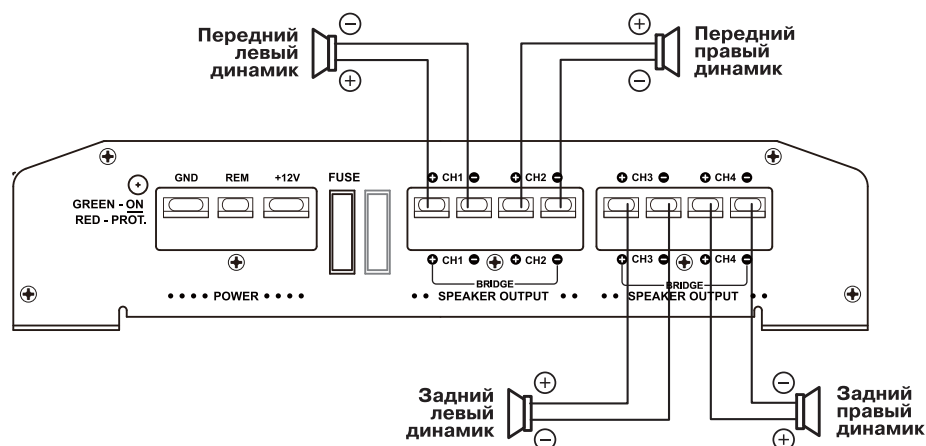 Передний
левый
динамик
⊖
⊕
⊕
⊖
Передний
правый
динамик
GREEN - ON
RED - PROT.
GND REM +12V FUSE
⊕ CH1 ⊖ ⊕ CH2 ⊖
⊕ CH3 ⊖ ⊕ CH4 ⊖
⊕ CH1 ⊖ ⊕ CH2 ⊖
BRIDGE
⊕ CH3 ⊖ ⊕ CH4 ⊖
BRIDGE
• • • • POWER • • • •
• • SPEAKER OUTPUT • •
• • SPEAKER OUTPUT • •
Задний
левый
динамик
⊕
⊖
⊖
⊕
Задний
правый
динамик